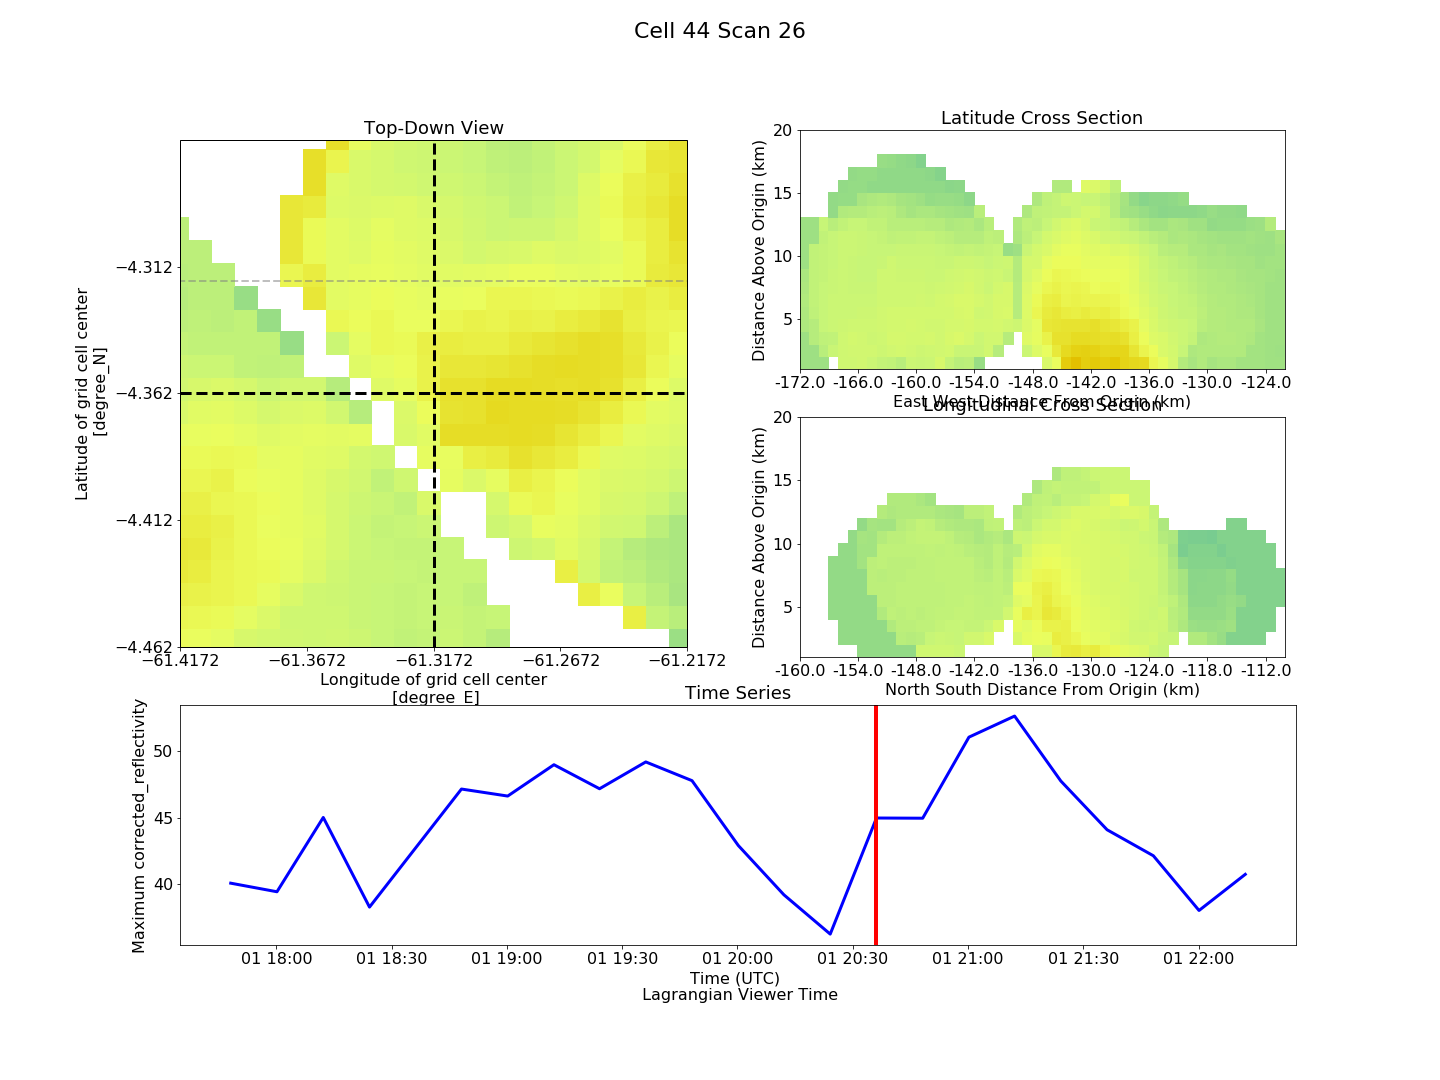 Cell 44 Scan 26
Top-Down View
−4.312
−4.362
−4.412
−4.462
Latitude of grid cell center
[degree_N]
−61.4172 −61.3672 −61.3172 −61.2672 −61.2172
Longitude of grid cell center
[degree_E]
Latitude Cross Section
20
15
10
5
Distance Above Origin (km)
-172.0 -166.0 -160.0 -154.0 -148.0 -142.0 -136.0 -130.0 -124.0
East West Distance From Origin (km)
Longitudinal Cross Section
20
15
10
5
Distance Above Origin (km)
-160.0 -154.0 -148.0 -142.0 -136.0 -130.0 -124.0 -118.0 -112.0
North South Distance From Origin (km)
Time Series
50
45
40
Maximum corrected_reflectivity
01 18:00 01 18:30 01 19:00 01 19:30 01 20:00 01 20:30 01 21:00 01 21:30 01 22:00
Time (UTC)
Lagrangian Viewer Time